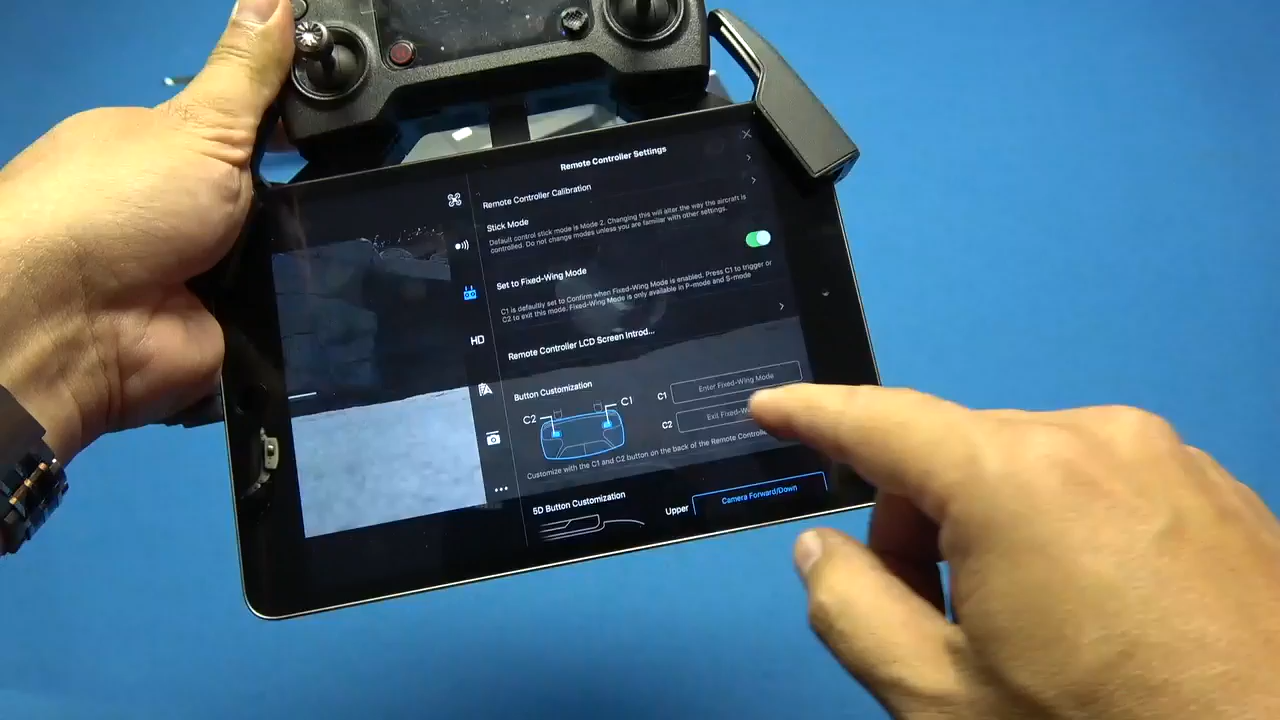 Remote Controller Settings
Remote Controller Calibration
Stick Mode
Default control stick mode is Mode 2. Changing this will alter the way the aircraft is
controlled. Do not change modes unless you are familiar with other settings.
Set to Fixed-Wing Mode
C1 is defaultly set to Confirm when Fixed-Wing Mode is enabled. Press C1 to trigger or
C2 to exit this mode. Fixed-Wing Mode is only available in P-mode and S-mode
Remote Controller LCD Screen Introd...
HD
Button Customization
C2
C1
C1
Enter Fixed-Wing Mode
C2
Exit Fixed-
Customize with the C1 and C2 button on the back of the Remote Controlle
5D Button Customization
Upper
Camera Forward/Down